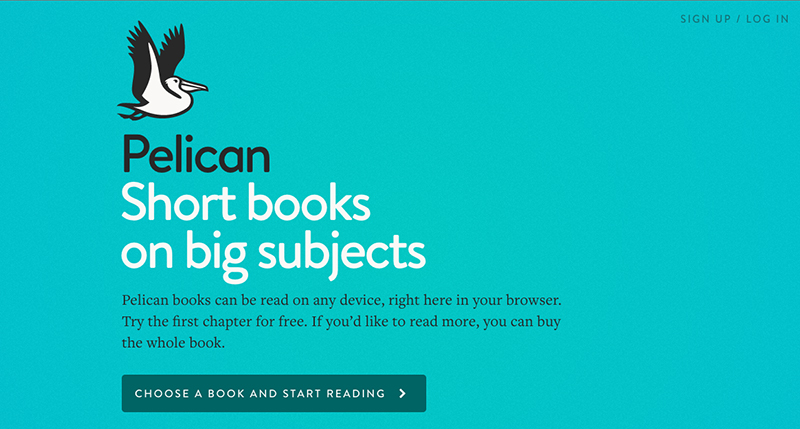 SIGN UP / LOG IN
Pelican
Short books
on big subjects
Pelican books can be read on any device, right here in your browser.
Try the first chapter for free. If you’d like to read more, you can buy
the whole book.
CHOOSE A BOOK AND START READING